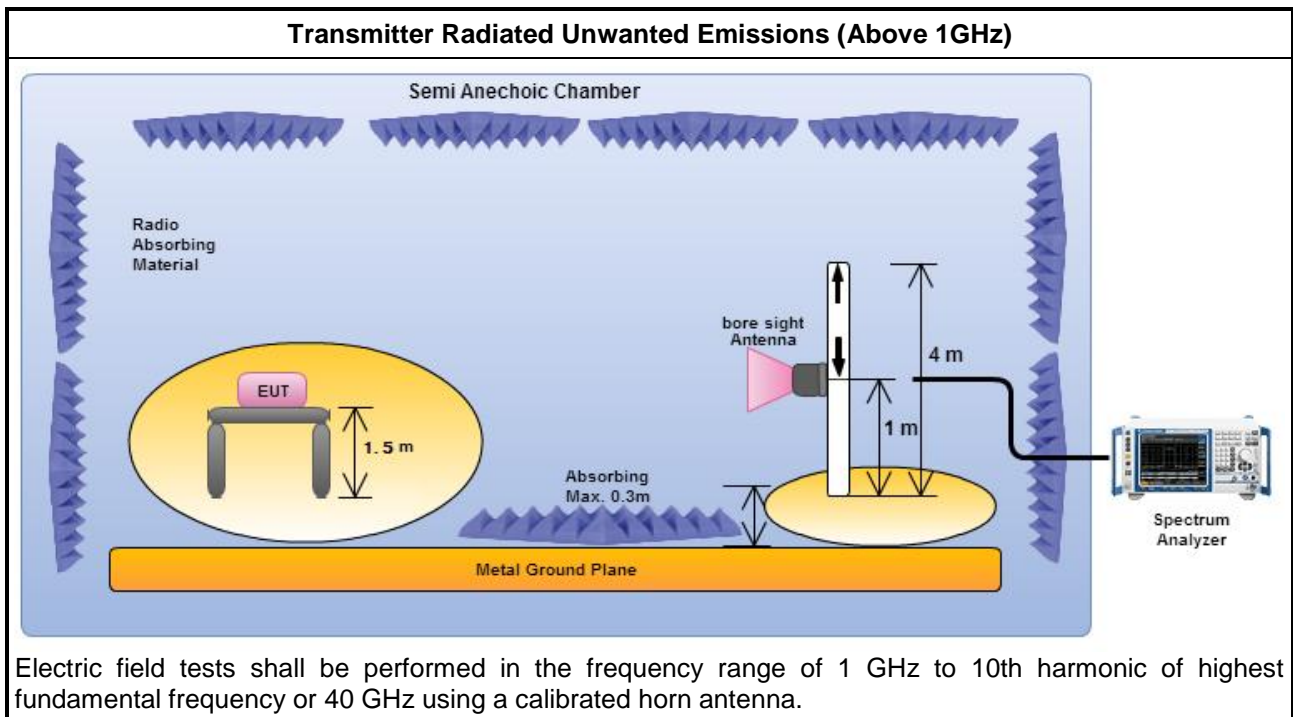 Transmitter Radiated Unwanted Emissions (Above 1GHz)
Semi Anechoic Chamber
Radio
Absorbing
Material
bore sight
Antenna
4 m
EUT
1.5 m
1 m
Absorbing
Max. 0.3m
Spectrum
Analyzer
Metal Ground Plane
Electric field tests shall be performed in the frequency range of 1 GHz to 10th harmonic of highest
fundamental frequency or 40 GHz using a calibrated horn antenna.